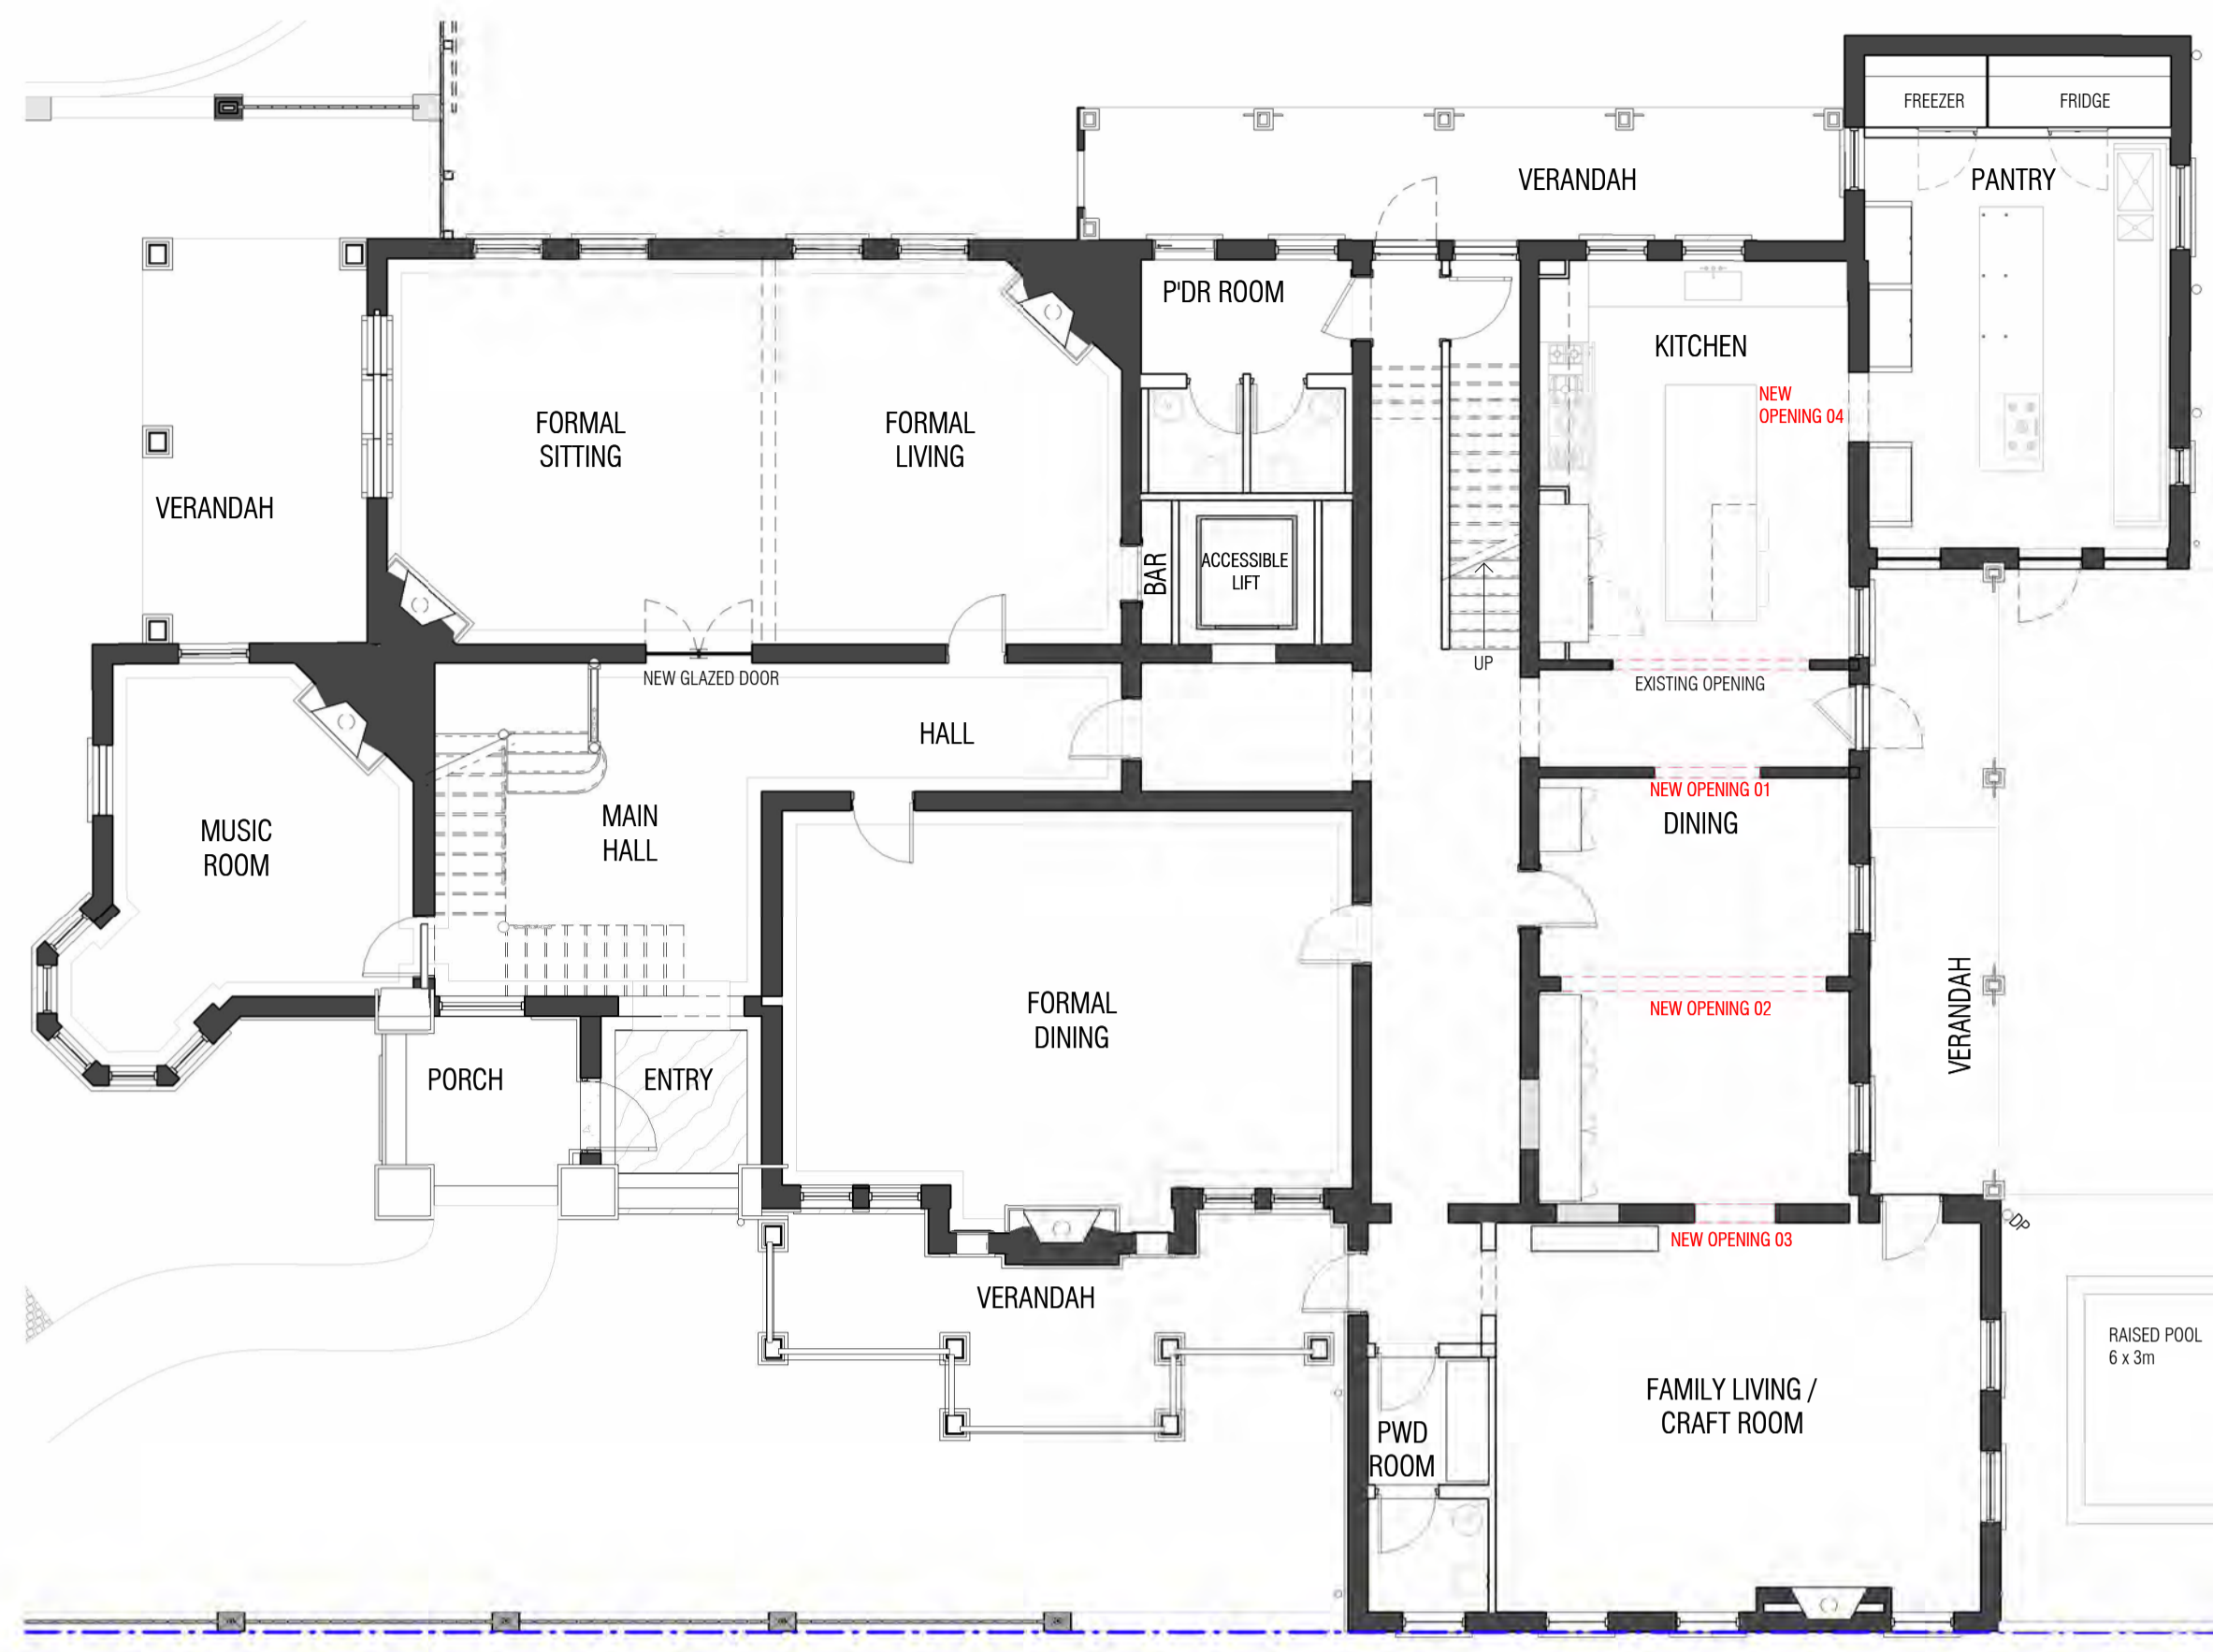 FREEZER
FRIDGE
VERANDAH
PANTRY
P'DR ROOM
KITCHEN
NEW
OPENING 04
FORMAL
SITTING
FORMAL
LIVING
VERANDAH
BAR
ACCESSIBLE
LIFT
UP
NEW GLAZED DOOR
EXISTING OPENING
HALL
NEW OPENING 01
DINING
MAIN
HALL
MUSIC
ROOM
FORMAL
DINING
NEW OPENING 02
VERANDAH
PORCH
ENTRY
DP
NEW OPENING 03
VERANDAH
RAISED POOL
6 x 3m
FAMILY LIVING /
CRAFT ROOM
PWD
ROOM